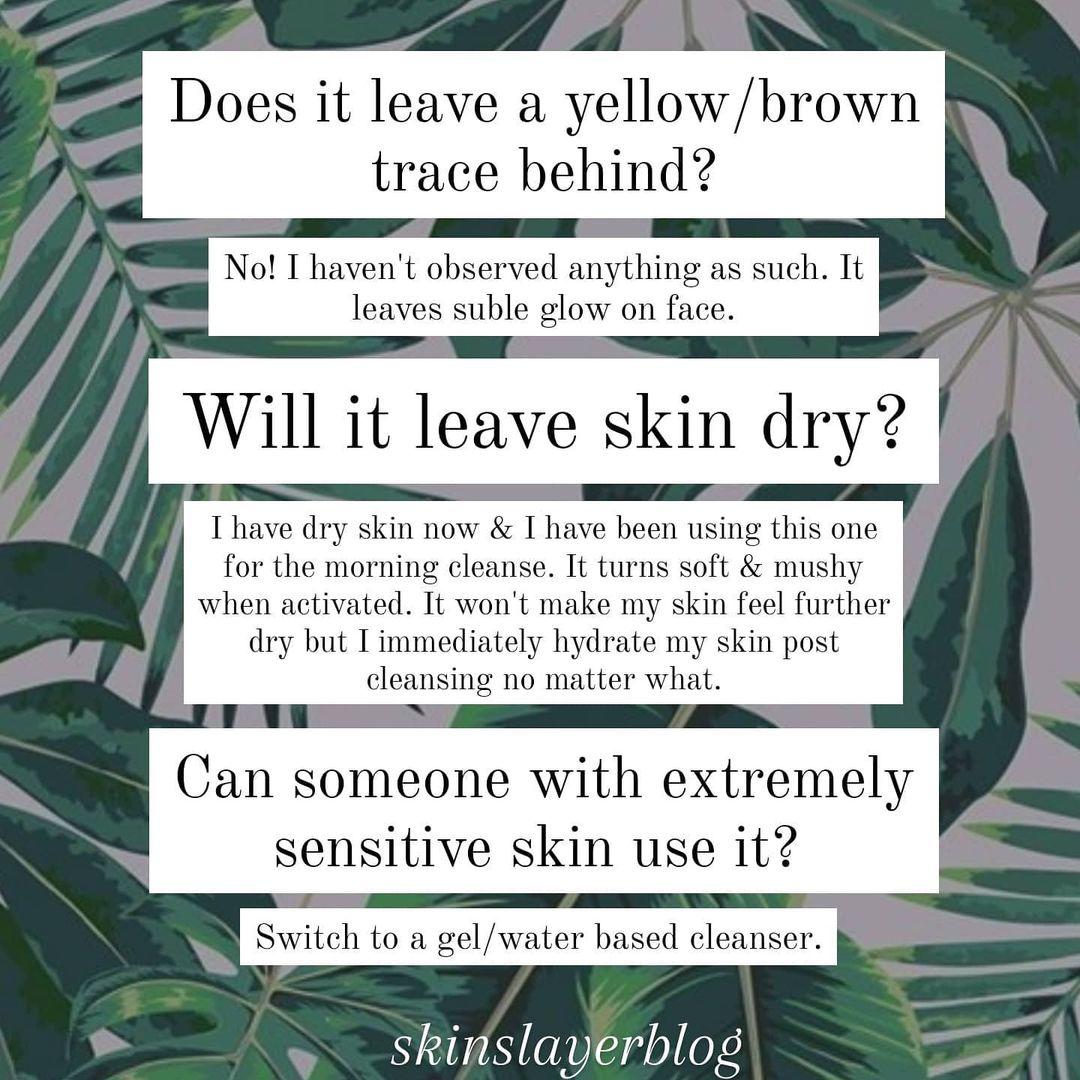 Does it leave a yellow/brown
trace behind?
No! I haven't observed anything as such. It
leaves suble glow on face.
Will it leave skin dry?
I have dry skin now & I have been using this one
for the morning cleanse. It turns soft & mushy
when activated. It won't make my skin feel further
dry but I immediately hydrate my skin post
cleansing no matter what.
Can someone with extremely
sensitive skin use it?
Switch to a gel/water based cleanser.
skinslayerblog